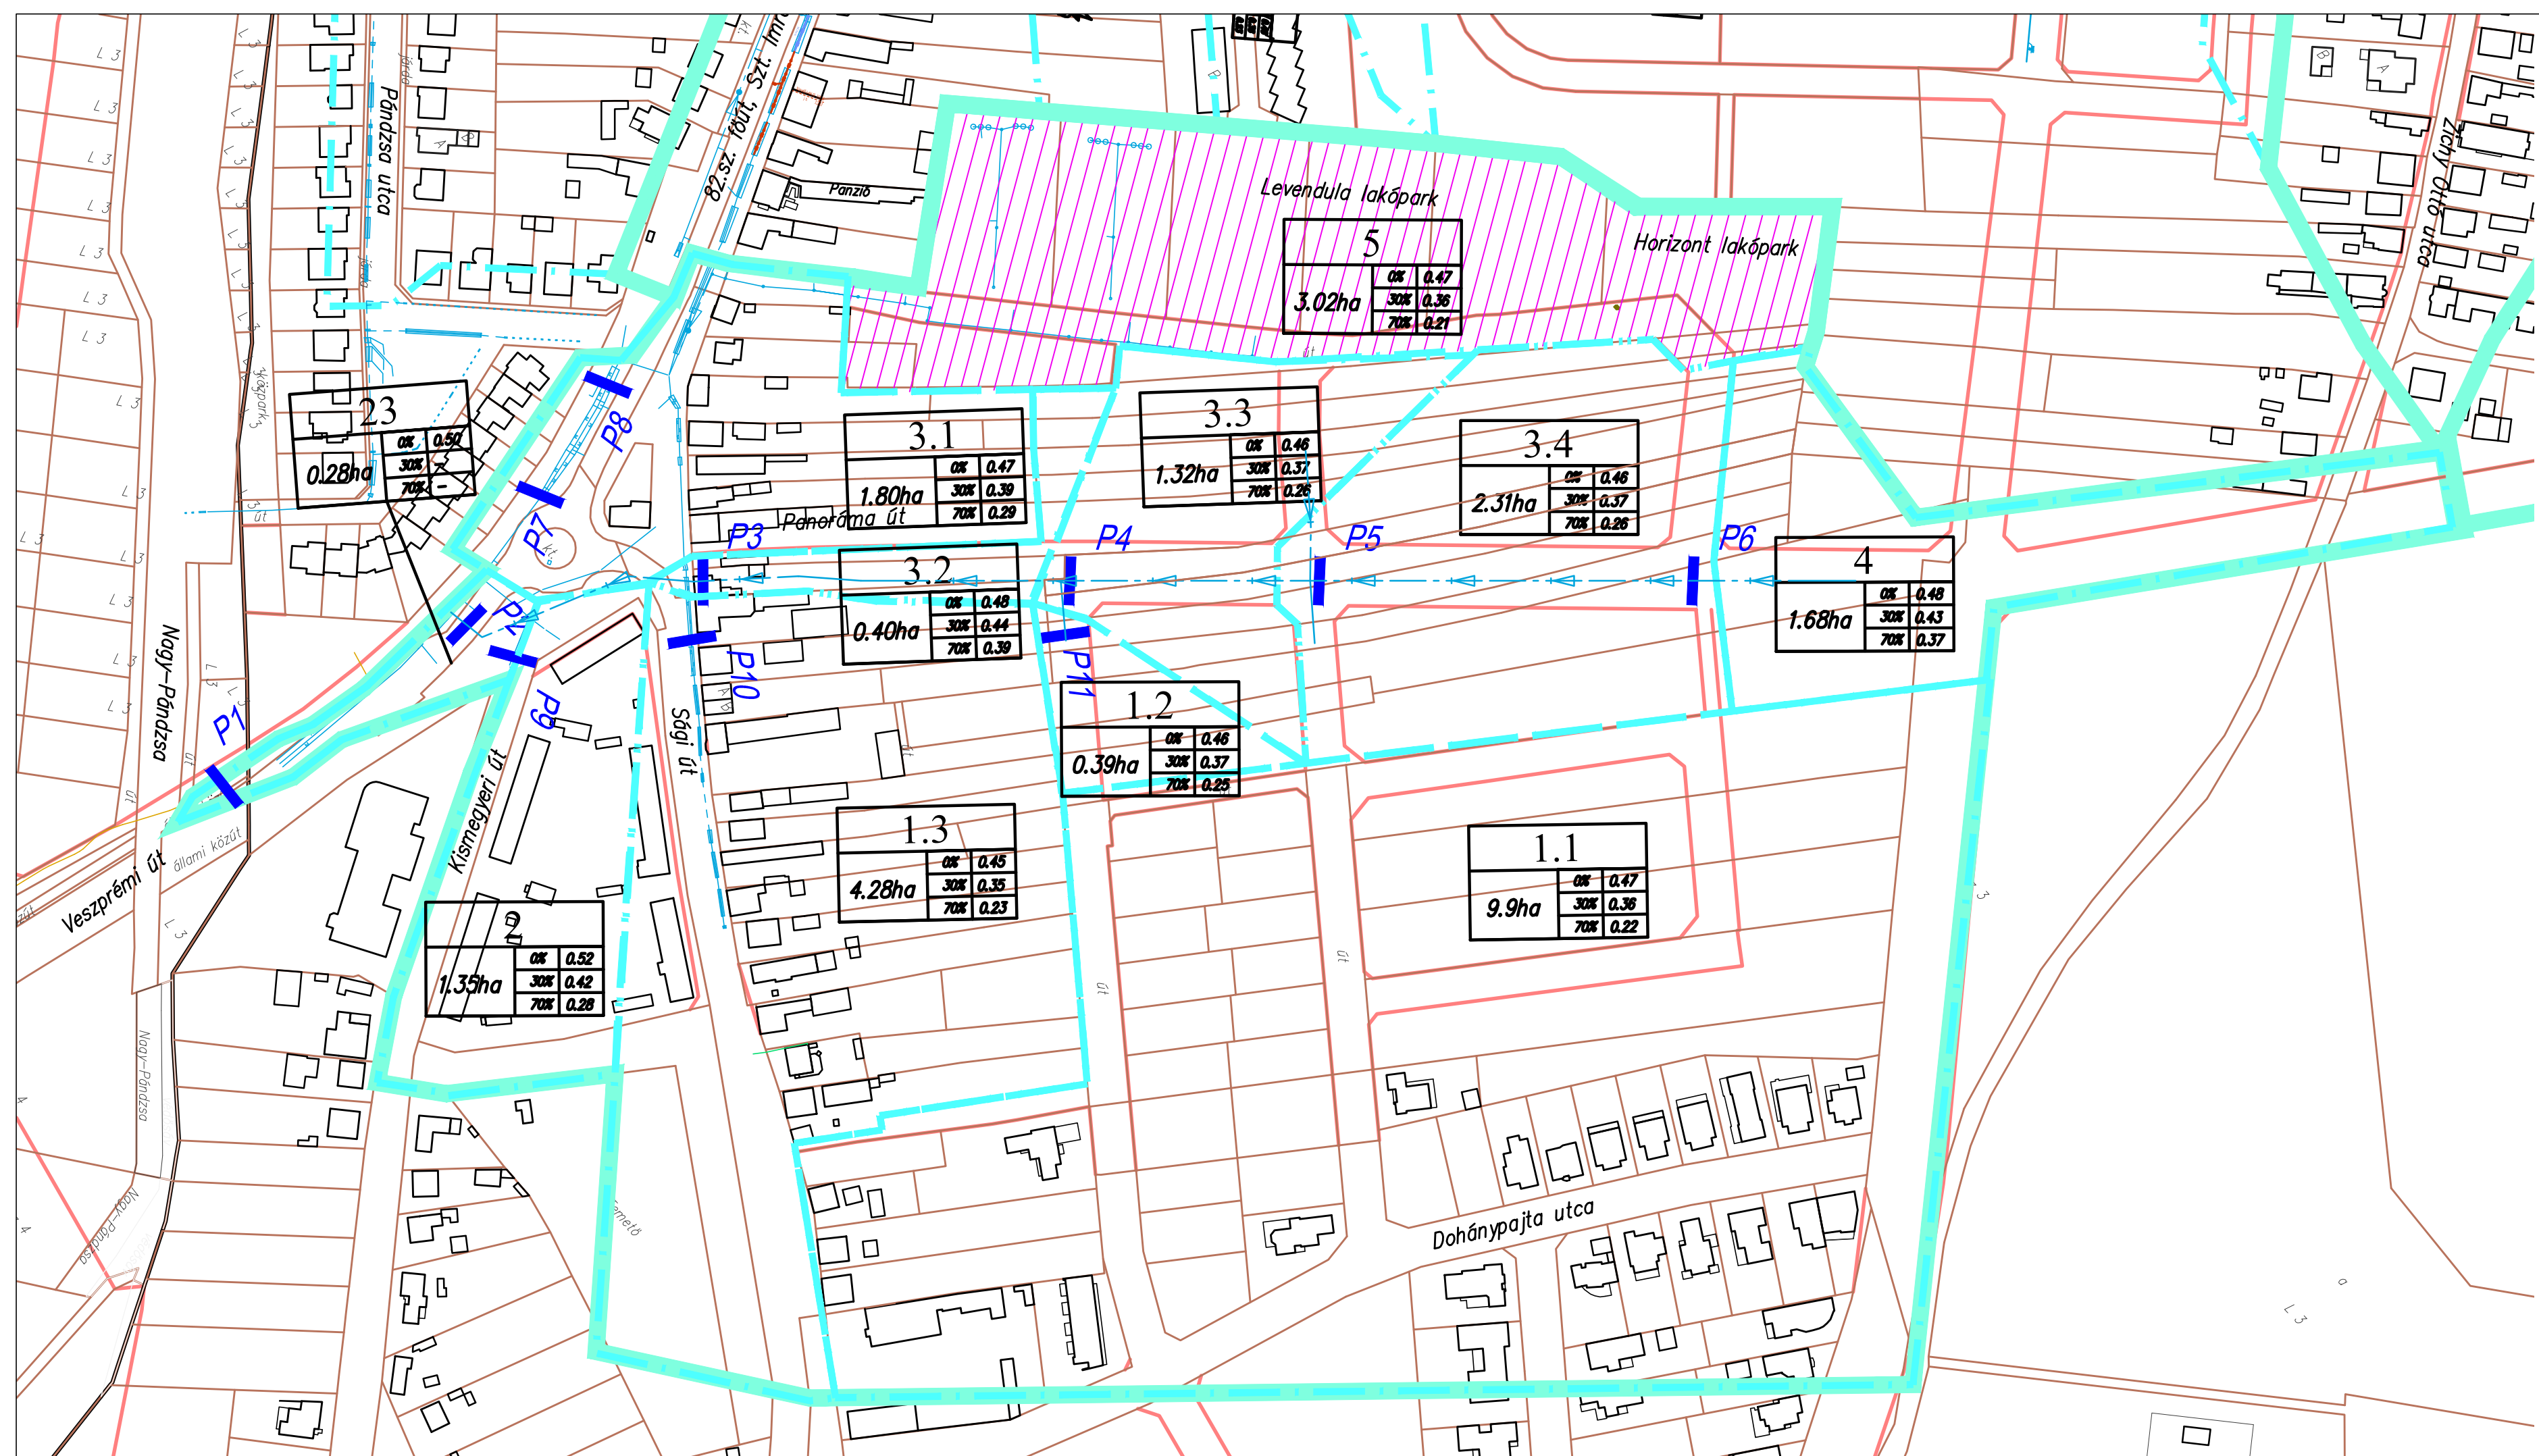 Pándzsa utca
járda
82.sz. főút, Szt. Imre
kt.
Panzió
B
A
Levendula lakópark
Horizont lakópark
Zichy Ottó utca
5
3.02ha
0% 0.47
30% 0.36
70% 0.21
23
0.28ha
0% 0.50
30% -
70% -
3.1
1.80ha
0% 0.47
30% 0.39
70% 0.29
3.3
1.32ha
0% 0.46
30% 0.37
70% 0.26
3.4
2.31ha
0% 0.46
30% 0.37
70% 0.26
Panoráma út
P8
P7
P3
P4
P5
P6
3.2
0.40ha
0% 0.48
30% 0.44
70% 0.39
4
1.68ha
0% 0.48
30% 0.43
70% 0.37
P2
P1
P9
P10
P11
Nagy-Pándzsa
Kismegyeri út
Sági út
Veszprémi út
állami közút
1.2
0.39ha
0% 0.46
30% 0.37
70% 0.25
1.3
4.28ha
0% 0.45
30% 0.35
70% 0.23
1.1
9.9ha
0% 0.47
30% 0.36
70% 0.22
2
1.35ha
0% 0.52
30% 0.42
70% 0.28
út
út
L 3
Nagy-Pándzsa
Nagy-Pándzsa
Dohánypajta utca
a
L 3